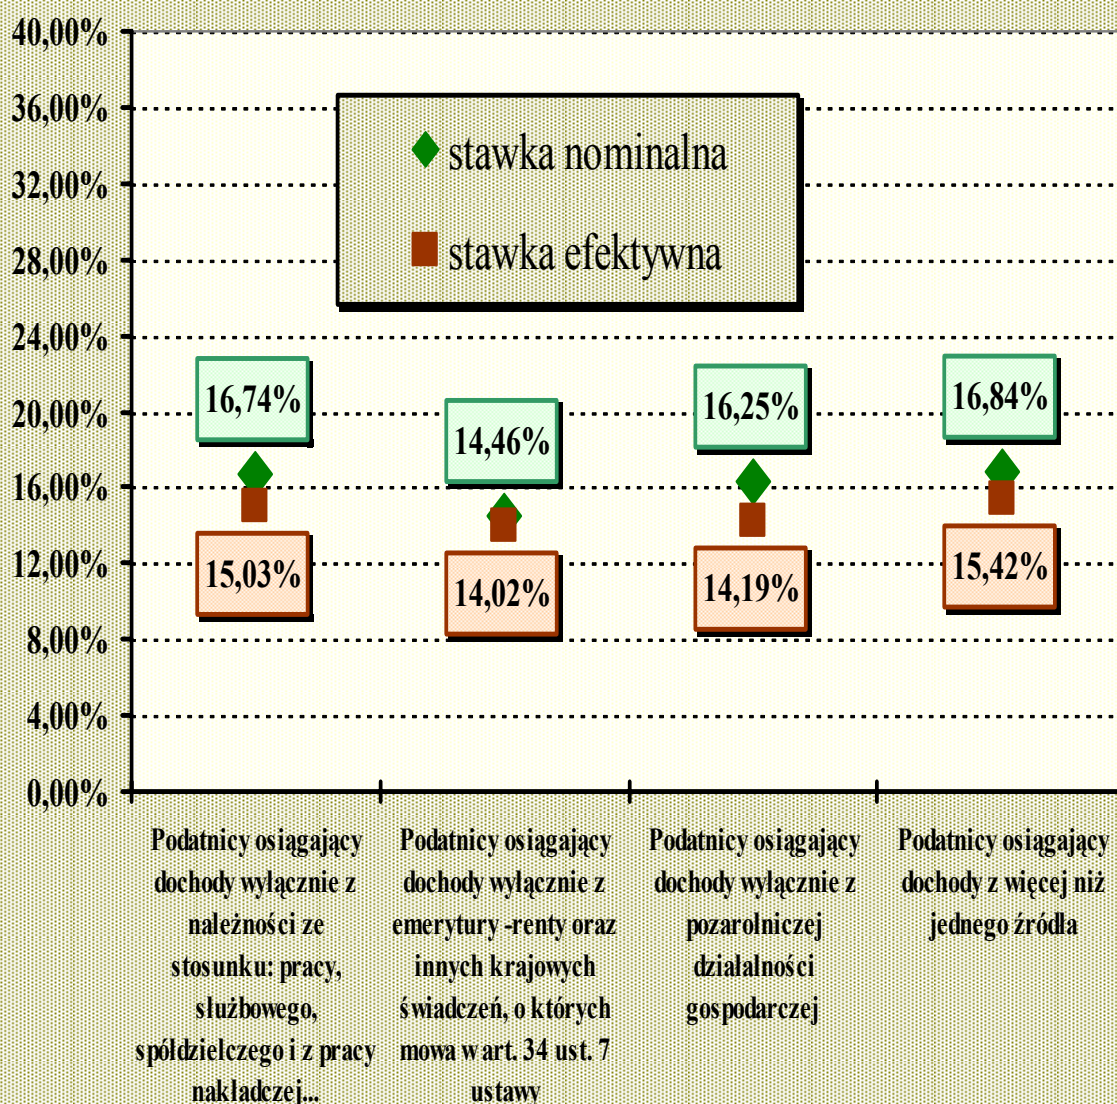 40,00%
36,00%
32,00%
28,00%
24,00%
20,00%
16,00%
12,00%
8,00%
4,00%
0,00%
stawka nominalna
stawka efektywna
16,74%
14,46%
16,25%
16,84%
15,03%
14,02%
14,19%
15,42%
Podatnicy osiągający
dochody wyłącznie z
należności ze
stosunku: pracy,
służbowego,
spółdzielczego i z pracy
nakładczej...
Podatnicy osiągający
dochody wyłącznie z
emerytury -renty oraz
innych krajowych
świadczeń, o których
mowa w art. 34 ust. 7
ustawy
Podatnicy osiągający
dochody wyłącznie z
pozarolniczej
działalności
gospodarczej
Podatnicy osiągający
dochody z więcej niż
jednego źródła